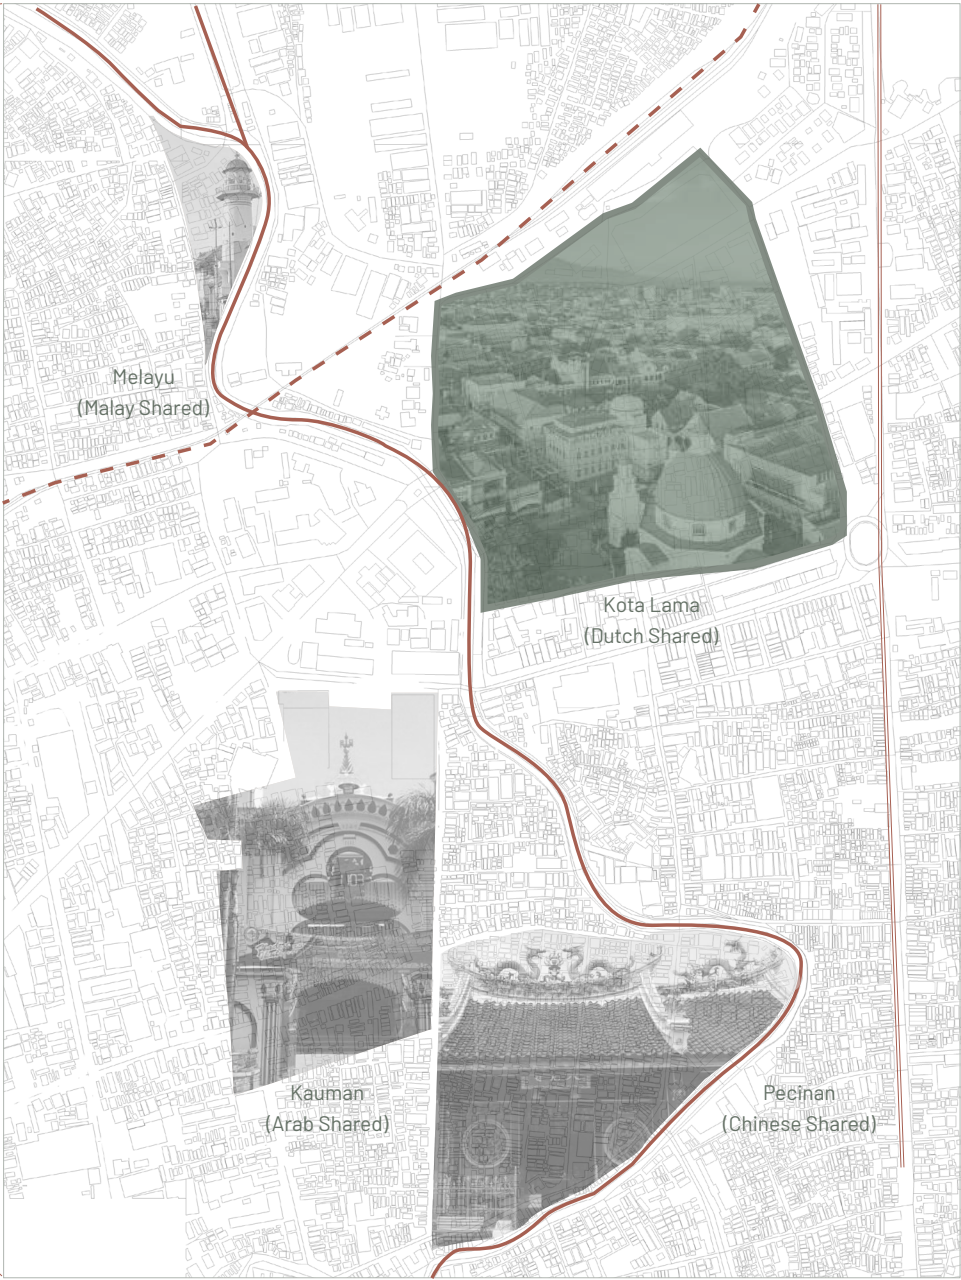 Melayu
(Malay Shared)
Kota Lama
(Dutch Shared)
Kauman
(Arab Shared)
Pecinan
(Chinese Shared)